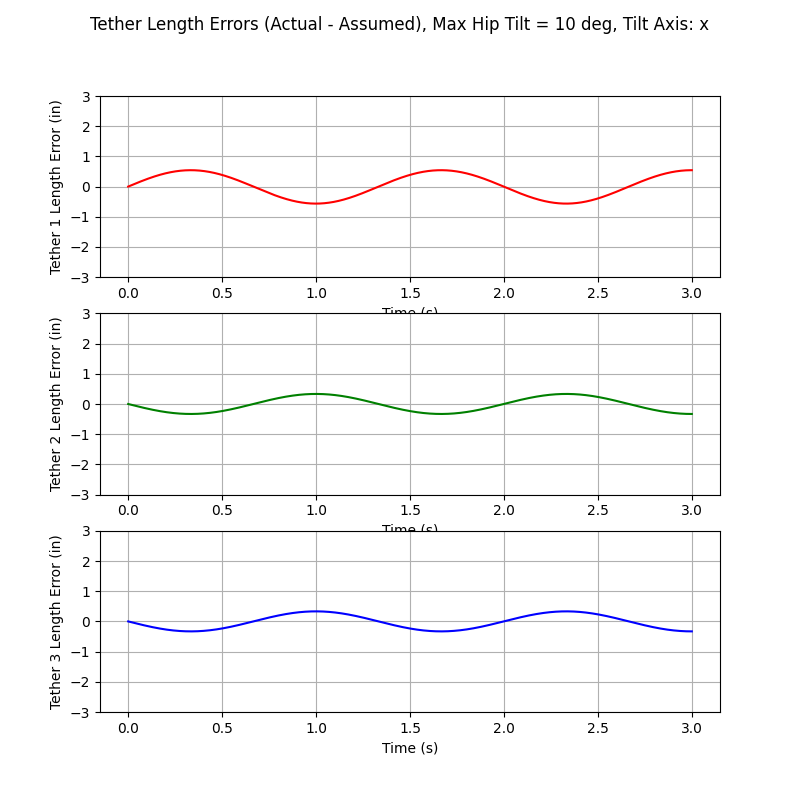 Tether Length Errors (Actual - Assumed), Max Hip Tilt = 10 deg, Tilt Axis: x
Tether 1 Length Error (in)
3
2
1
0
−1
−2
−3
0.0 0.5 1.0 1.5 2.0 2.5 3.0
Time (s)
Tether 2 Length Error (in)
3
2
1
0
−1
−2
−3
0.0 0.5 1.0 1.5 2.0 2.5 3.0
Time (s)
Tether 3 Length Error (in)
3
2
1
0
−1
−2
−3
0.0 0.5 1.0 1.5 2.0 2.5 3.0
Time (s)